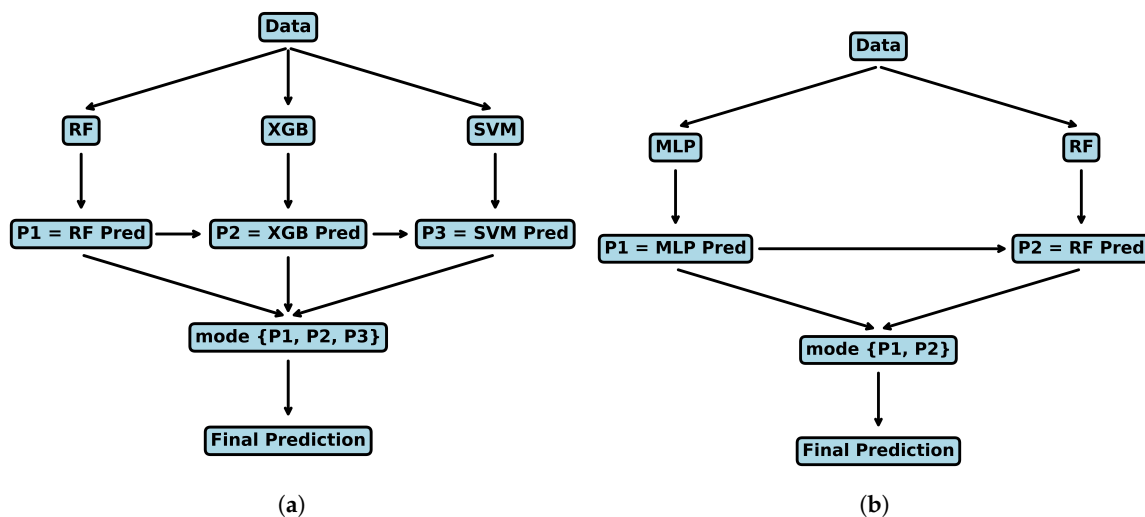 Data
RF
XGB
SVM
P1 = RF Pred
P2 = XGB Pred
P3 = SVM Pred
mode {P1, P2, P3}
Final Prediction
(a)
Data
MLP
RF
P1 = MLP Pred
P2 = RF Pred
mode {P1, P2}
Final Prediction
(b)